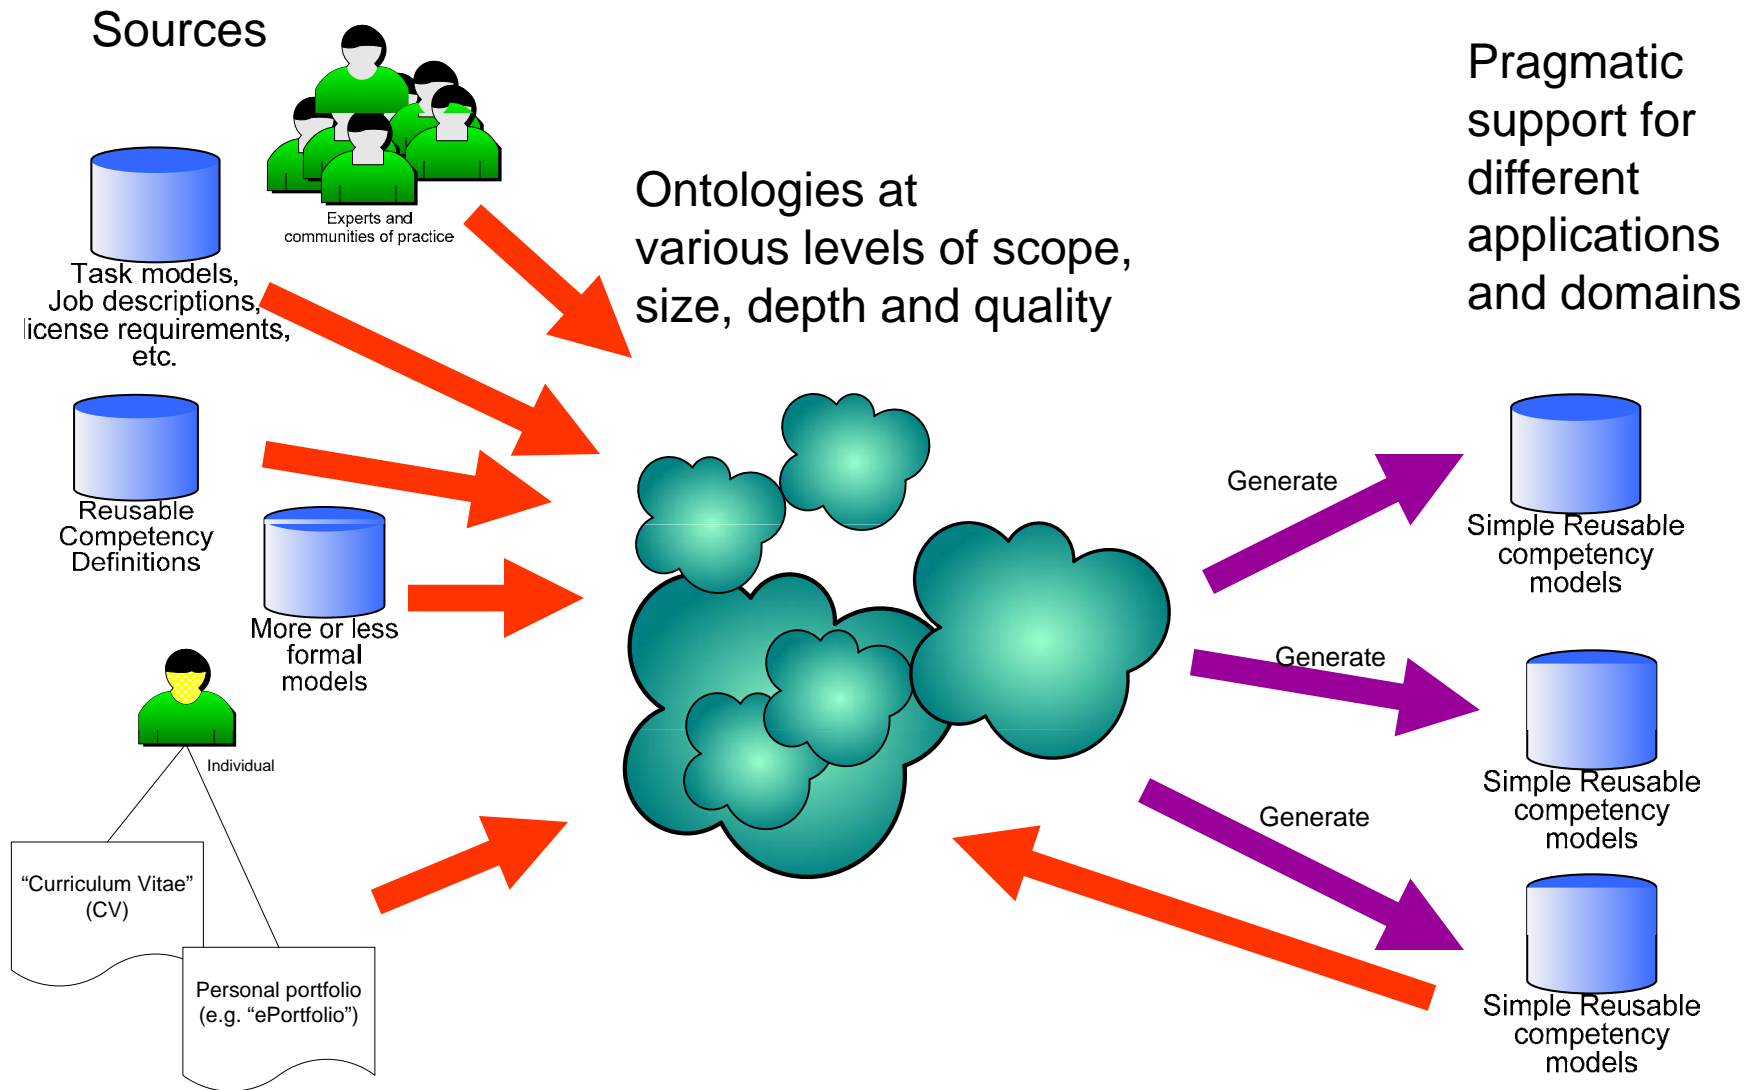 Sources
Experts and
communities of practice
Task models,
Job descriptions,
license requirements,
etc.
Reusable
Competency
Definitions
More or less
formal
models
Individual
“Curriculum Vitae”
(CV)
Personal portfolio
(e.g. “ePortfolio”)
Ontologies at
various levels of scope,
size, depth and quality
Pragmatic
support for
different
applications
and domains
Generate
Simple Reusable
competency
models
Generate
Simple Reusable
competency
models
Generate
Simple Reusable
competency
models